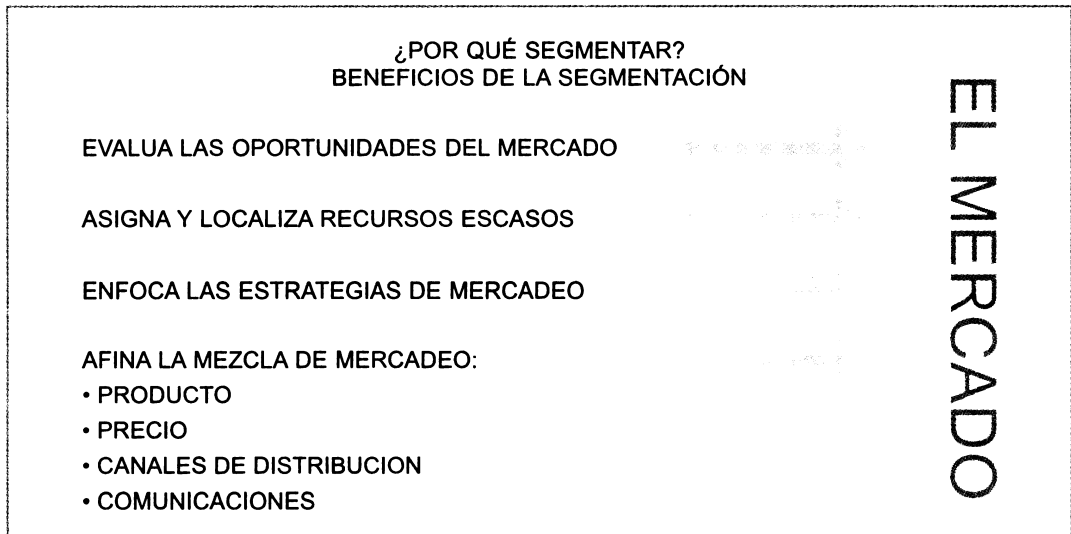 ¿POR QUÉ SEGMENTAR?
BENEFICIOS DE LA SEGMENTACIÓN
EVALUA LAS OPORTUNIDADES DEL MERCADO
ASIGNA Y LOCALIZA RECURSOS ESCASOS
ENFOCA LAS ESTRATEGIAS DE MERCADEO
AFINA LA MEZCLA DE MERCADEO:
• PRODUCTO
• PRECIO
• CANALES DE DISTRIBUCION
• COMUNICACIONES
EL MERCADO